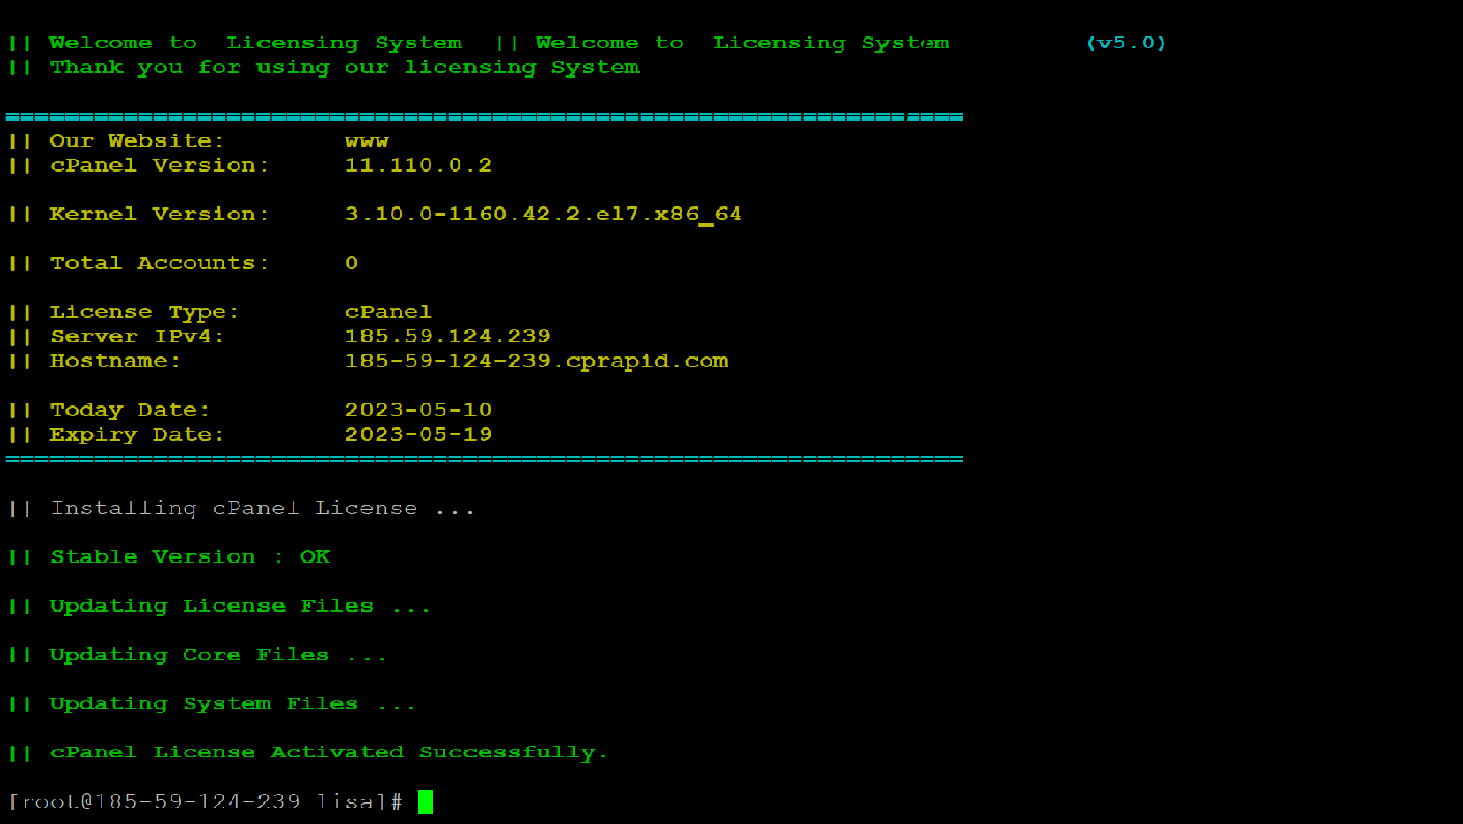 || Welcome to  Licensing System  || Welcome to  Licensing System (v5.0)
|| Thank you for using our licensing System
=================================================================
|| Our Website: www
|| cPanel Version: 11.110.0.2
|| Kernel Version: 3.10.0-1160.42.2.el7.x86_64
|| Total Accounts: 0
|| License Type: cPanel
|| Server IPv4: 185.59.124.239
|| Hostname: 185-59-124-239.cprapid.com
|| Today Date: 2023-05-10
|| Expiry Date: 2023-05-19
=================================================================
|| Installing cPanel License ...
|| Stable Version : OK
|| Updating License Files ...
|| Updating Core Files ...
|| Updating System Files ...
|| cPanel License Activated Successfully.
[root@185-59-124-239 lisa]#